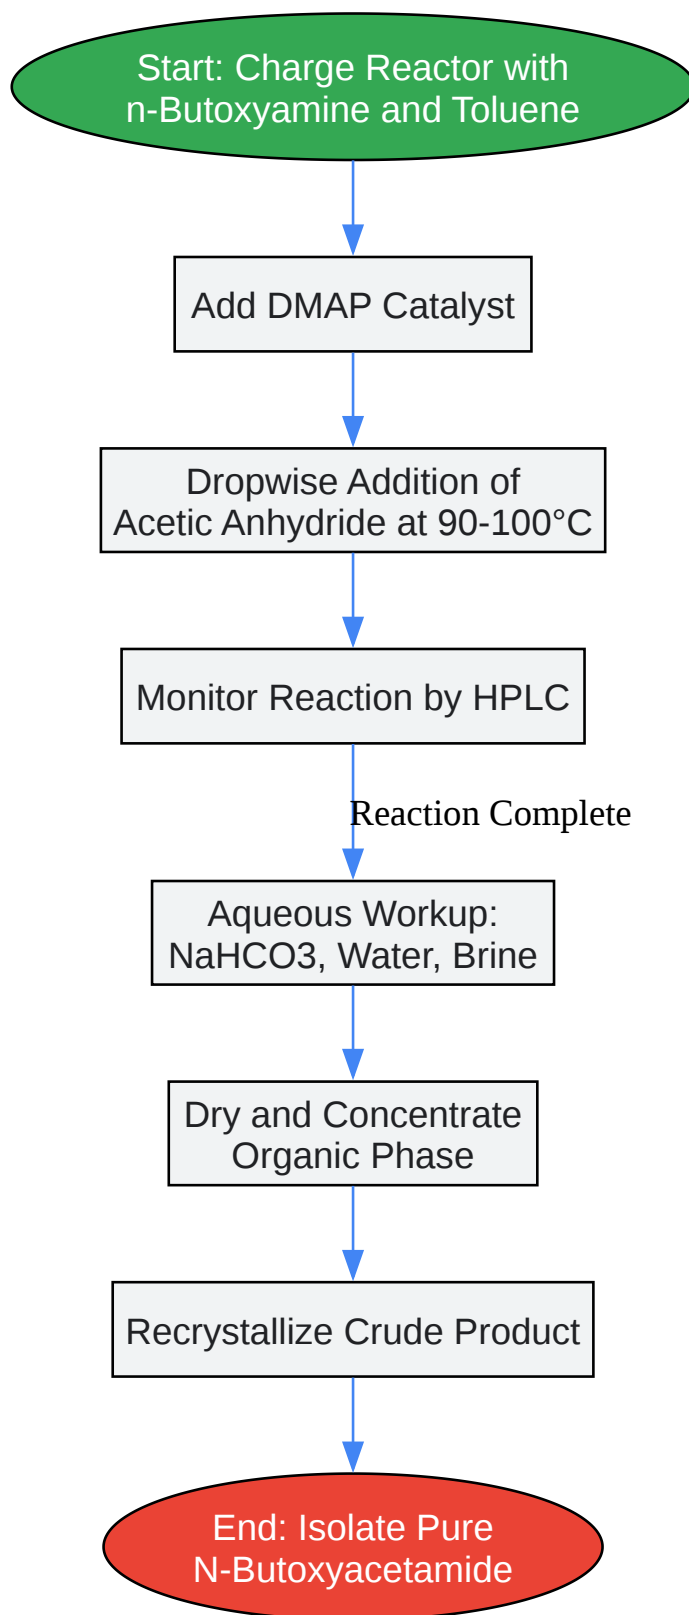 Start: Charge Reactor with
n-Butoxyamine and Toluene
Add DMAP Catalyst
Dropwise Addition of
Acetic Anhydride at 90-100°C
Monitor Reaction by HPLC
Reaction Complete
Aqueous Workup:
NaHCO3, Water, Brine
Dry and Concentrate
Organic Phase
Recrystallize Crude Product
End: Isolate Pure
N-Butoxyacetamide